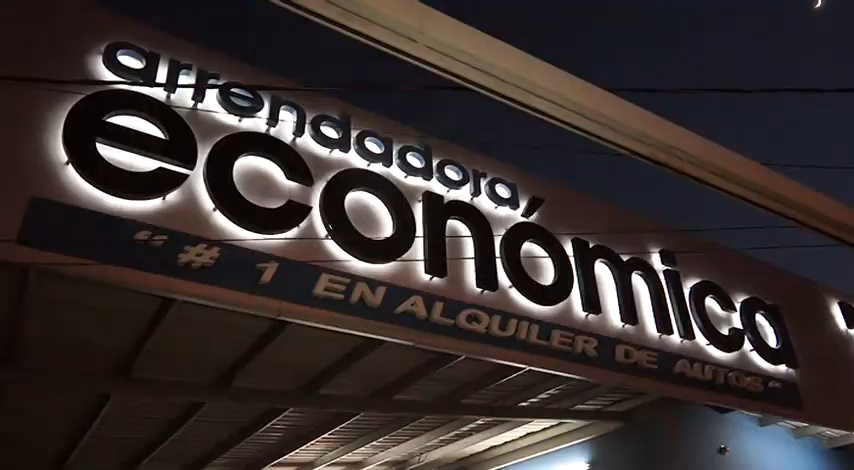 arrendadora
económica
“ # 1 EN ALQUILER DE AUTOS “